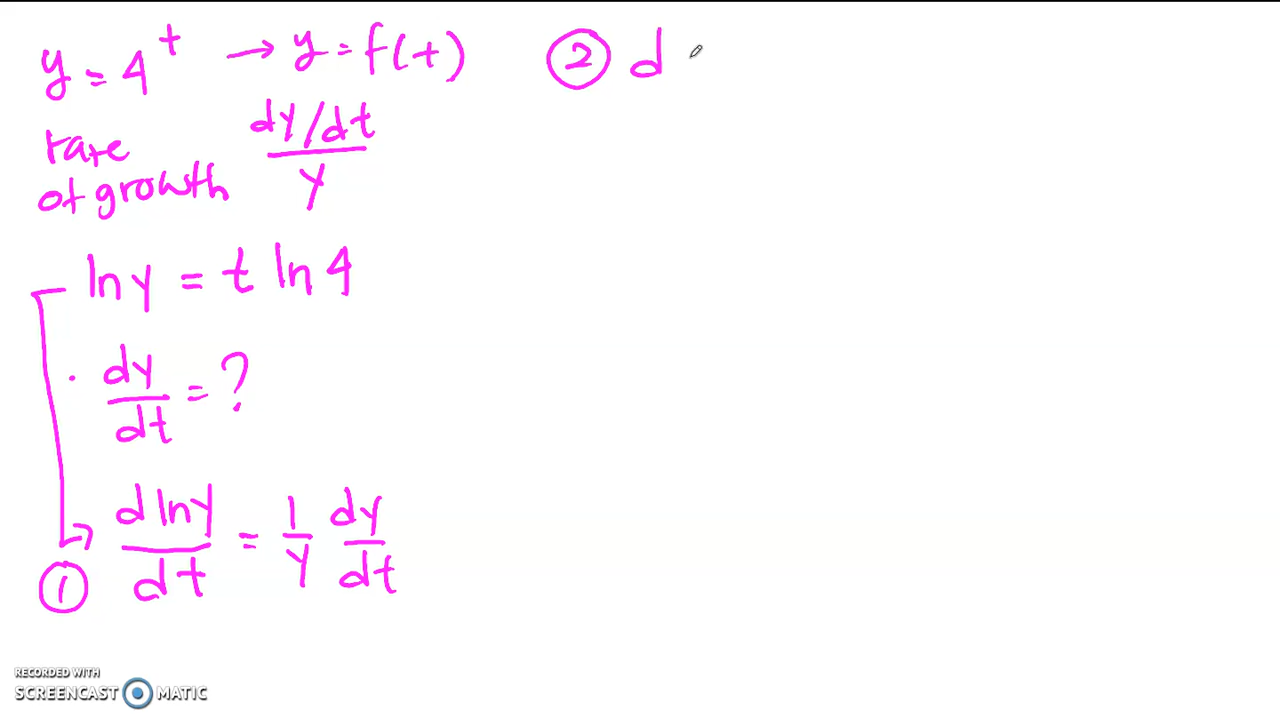 y = 4^t → y = f(t)
rate
of growth
dy/dt
y
ln y = t ln 4
dy
dt
= ?
① d ln y
dt
= 1
y
dy
dt
② d
RECORDED WITH
SCREENCAST MATIC